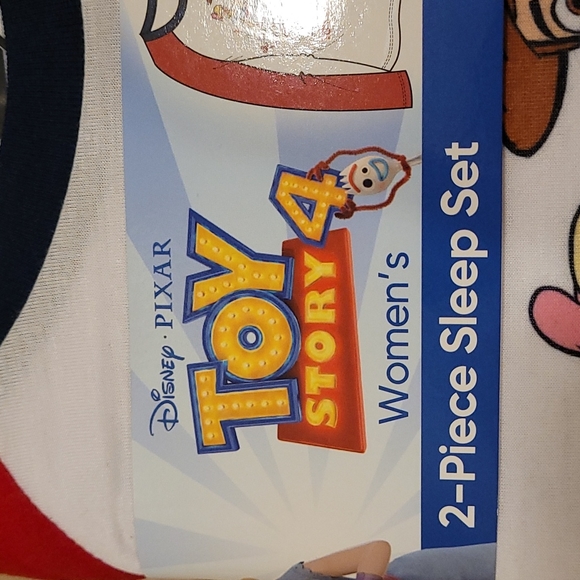 Disney · PIXAR
TOY
STORY 4
Women's
2-Piece Sleep Set